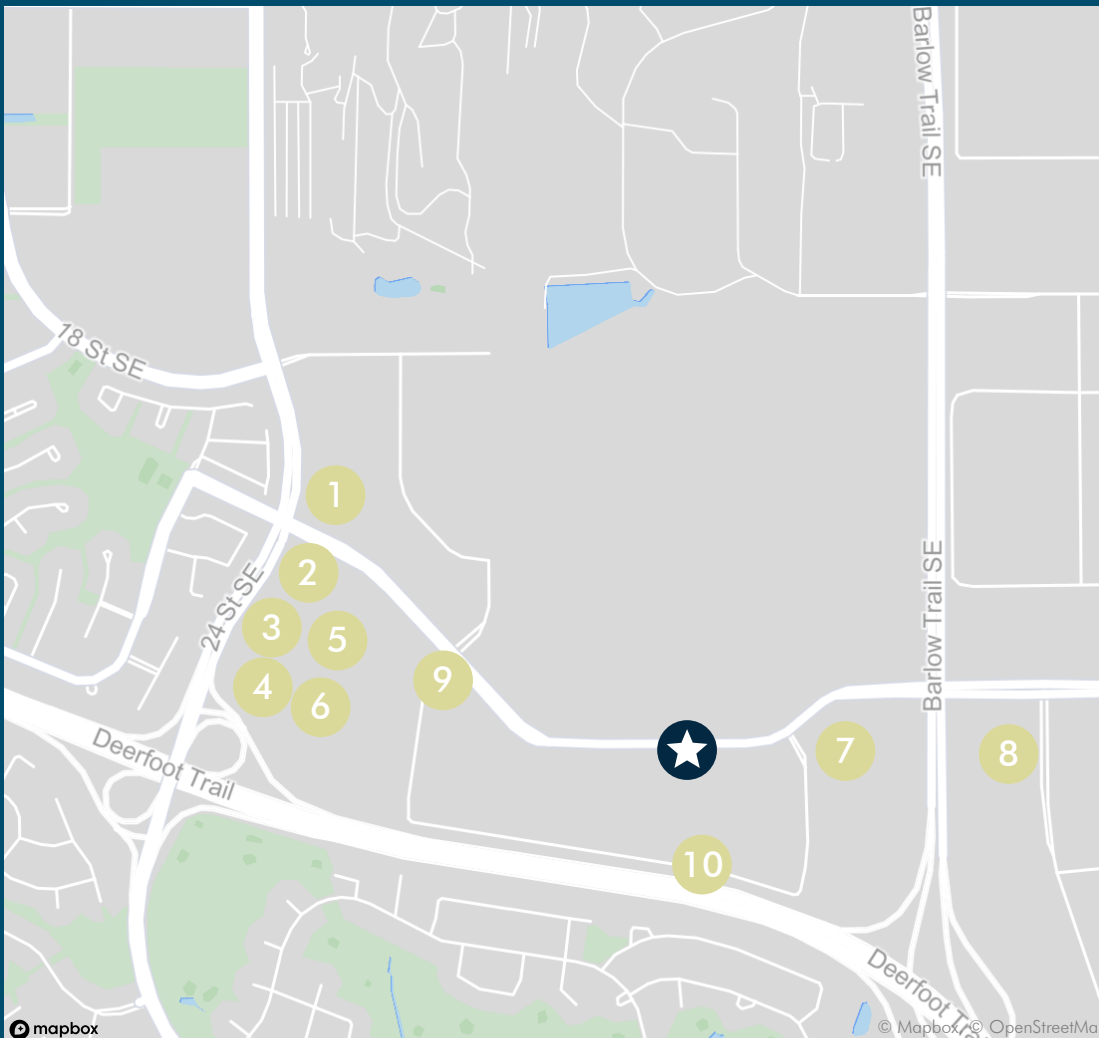 Barlow Trail SE
18 St SE
1
2
24 St SE
3
5
4
6
9
Barlow Trail SE
Deerfoot Trail
7
8
10
Deerfoot Tra
mapbox
© Mapbox, © OpenStreetMa